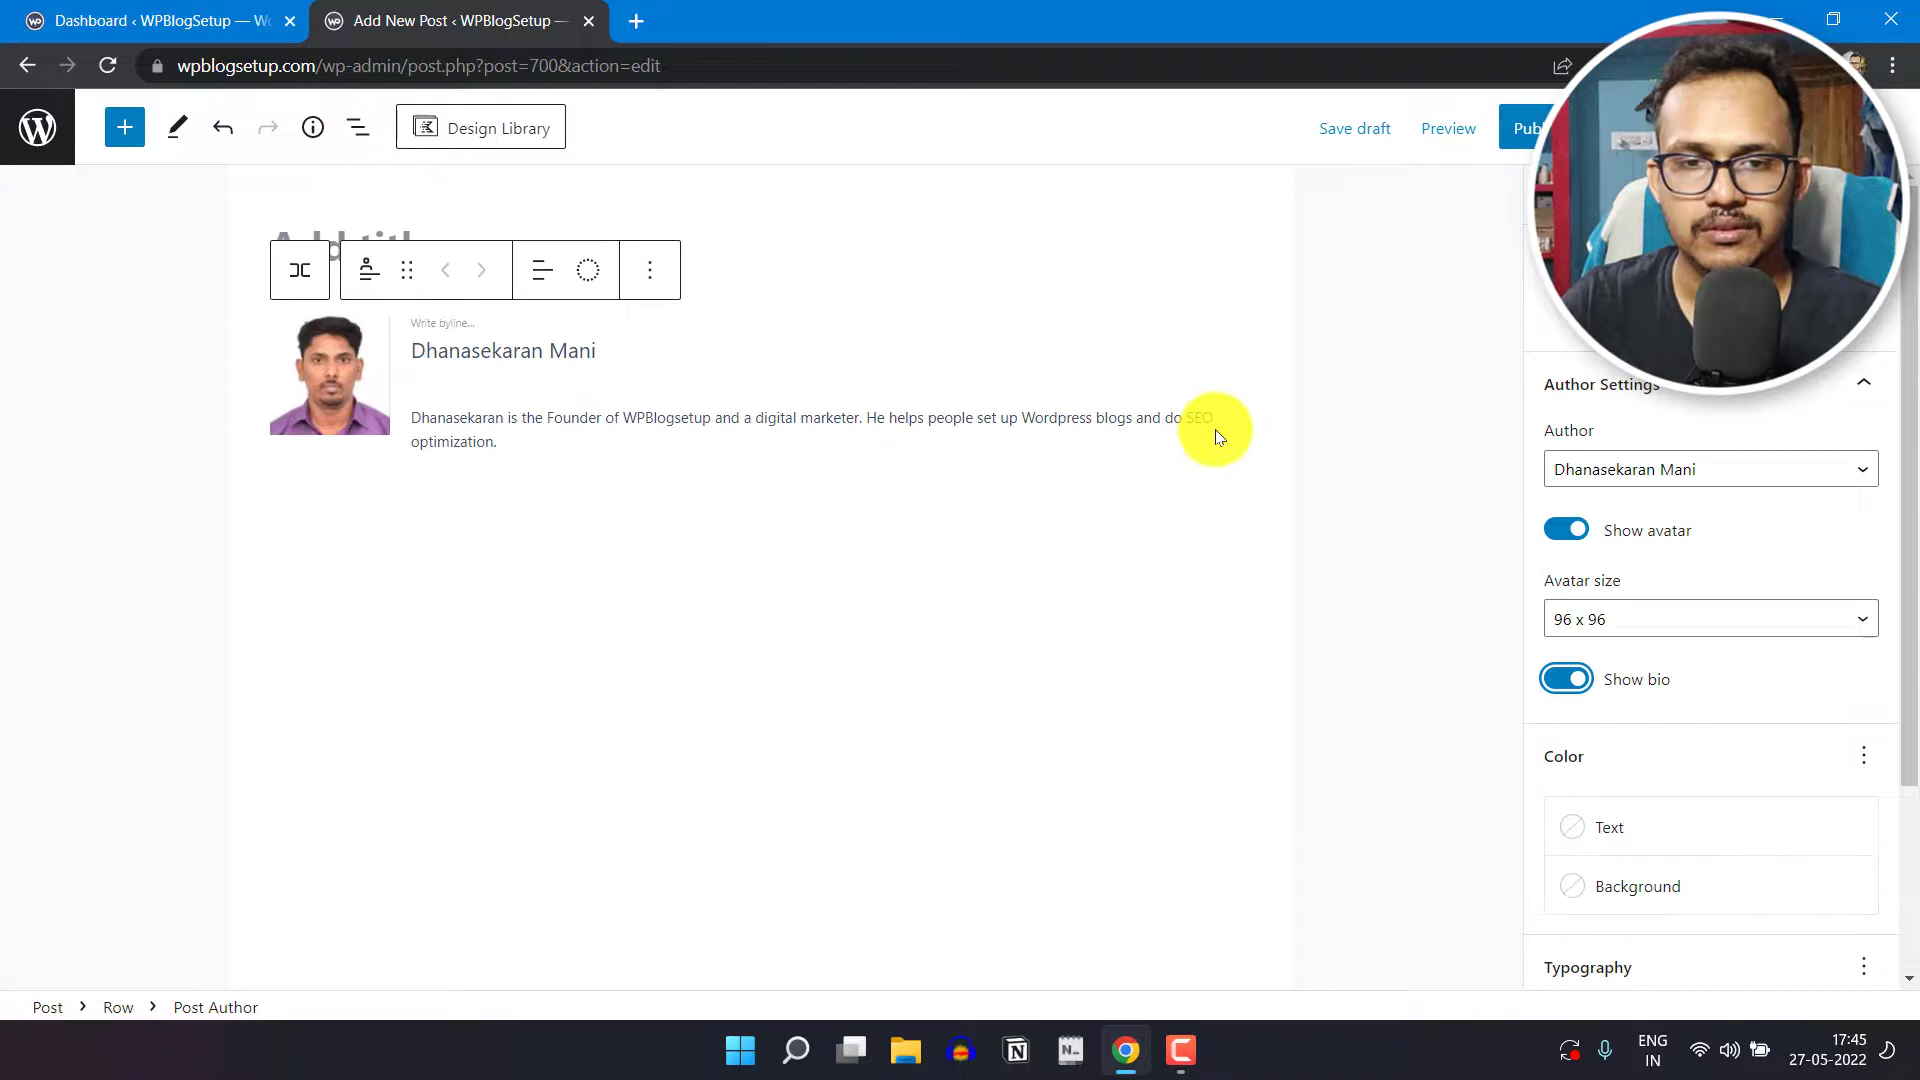 Dashboard ‹ WPBlogSetup — Wo
Add New Post ‹ WPBlogSetup —
wpblogsetup.com/wp-admin/post.php?post=700&action=edit
Design Library
Save draft
Preview
Add title
Write byline...
Dhanasekaran Mani
Dhanasekaran is the Founder of WPBlogsetup and a digital marketer. He helps people set up Wordpress blogs and do SEO
optimization.
Author Settings
Author
Dhanasekaran Mani
Show avatar
Avatar size
96 x 96
Show bio
Color
Text
Background
Typography
Post
Row
Post Author
ENG
IN
17:45
27-05-2022